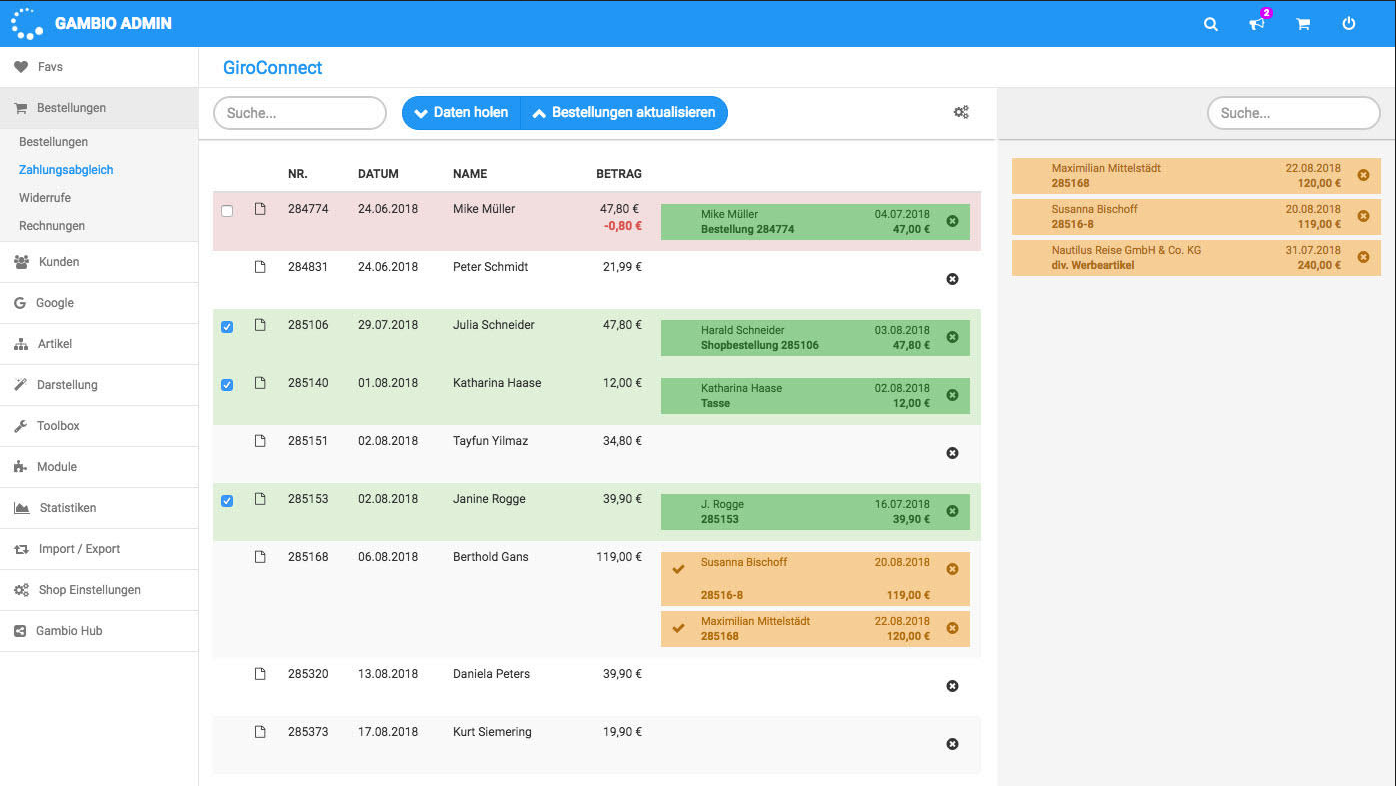 GAMBIO ADMIN
2
Favs
Bestellungen
Bestellungen
Zahlungsabgleich
Widerrufe
Rechnungen
Kunden
Google
Artikel
Darstellung
Toolbox
Module
Statistiken
Import / Export
Shop Einstellungen
Gambio Hub
GiroConnect
Suche...
Daten holen
Bestellungen aktualisieren
NR. DATUM NAME BETRAG
284774 24.06.2018 Mike Müller 47,80 €
-0,80 €
Mike Müller 04.07.2018
Bestellung 284774 47,00 €
284831 24.06.2018 Peter Schmidt 21,99 €
285106 29.07.2018 Julia Schneider 47,80 €
Harald Schneider 03.08.2018
Shopbestellung 285106 47,80 €
285140 01.08.2018 Katharina Haase 12,00 €
Katharina Haase 02.08.2018
Tasse 12,00 €
285151 02.08.2018 Tayfun Yilmaz 34,80 €
285153 02.08.2018 Janine Rogge 39,90 €
J. Rogge 16.07.2018
285153 39,90 €
285168 06.08.2018 Berthold Gans 119,00 €
Susanna Bischoff 20.08.2018
28516-8 119,00 €
Maximilian Mittelstädt 22.08.2018
285168 120,00 €
285320 13.08.2018 Daniela Peters 39,90 €
285373 17.08.2018 Kurt Siemering 19,90 €
Suche...
Maximilian Mittelstädt 22.08.2018
285168 120,00 €
Susanna Bischoff 20.08.2018
28516-8 119,00 €
Nautilus Reise GmbH & Co. KG 31.07.2018
div. Werbeartikel 240,00 €